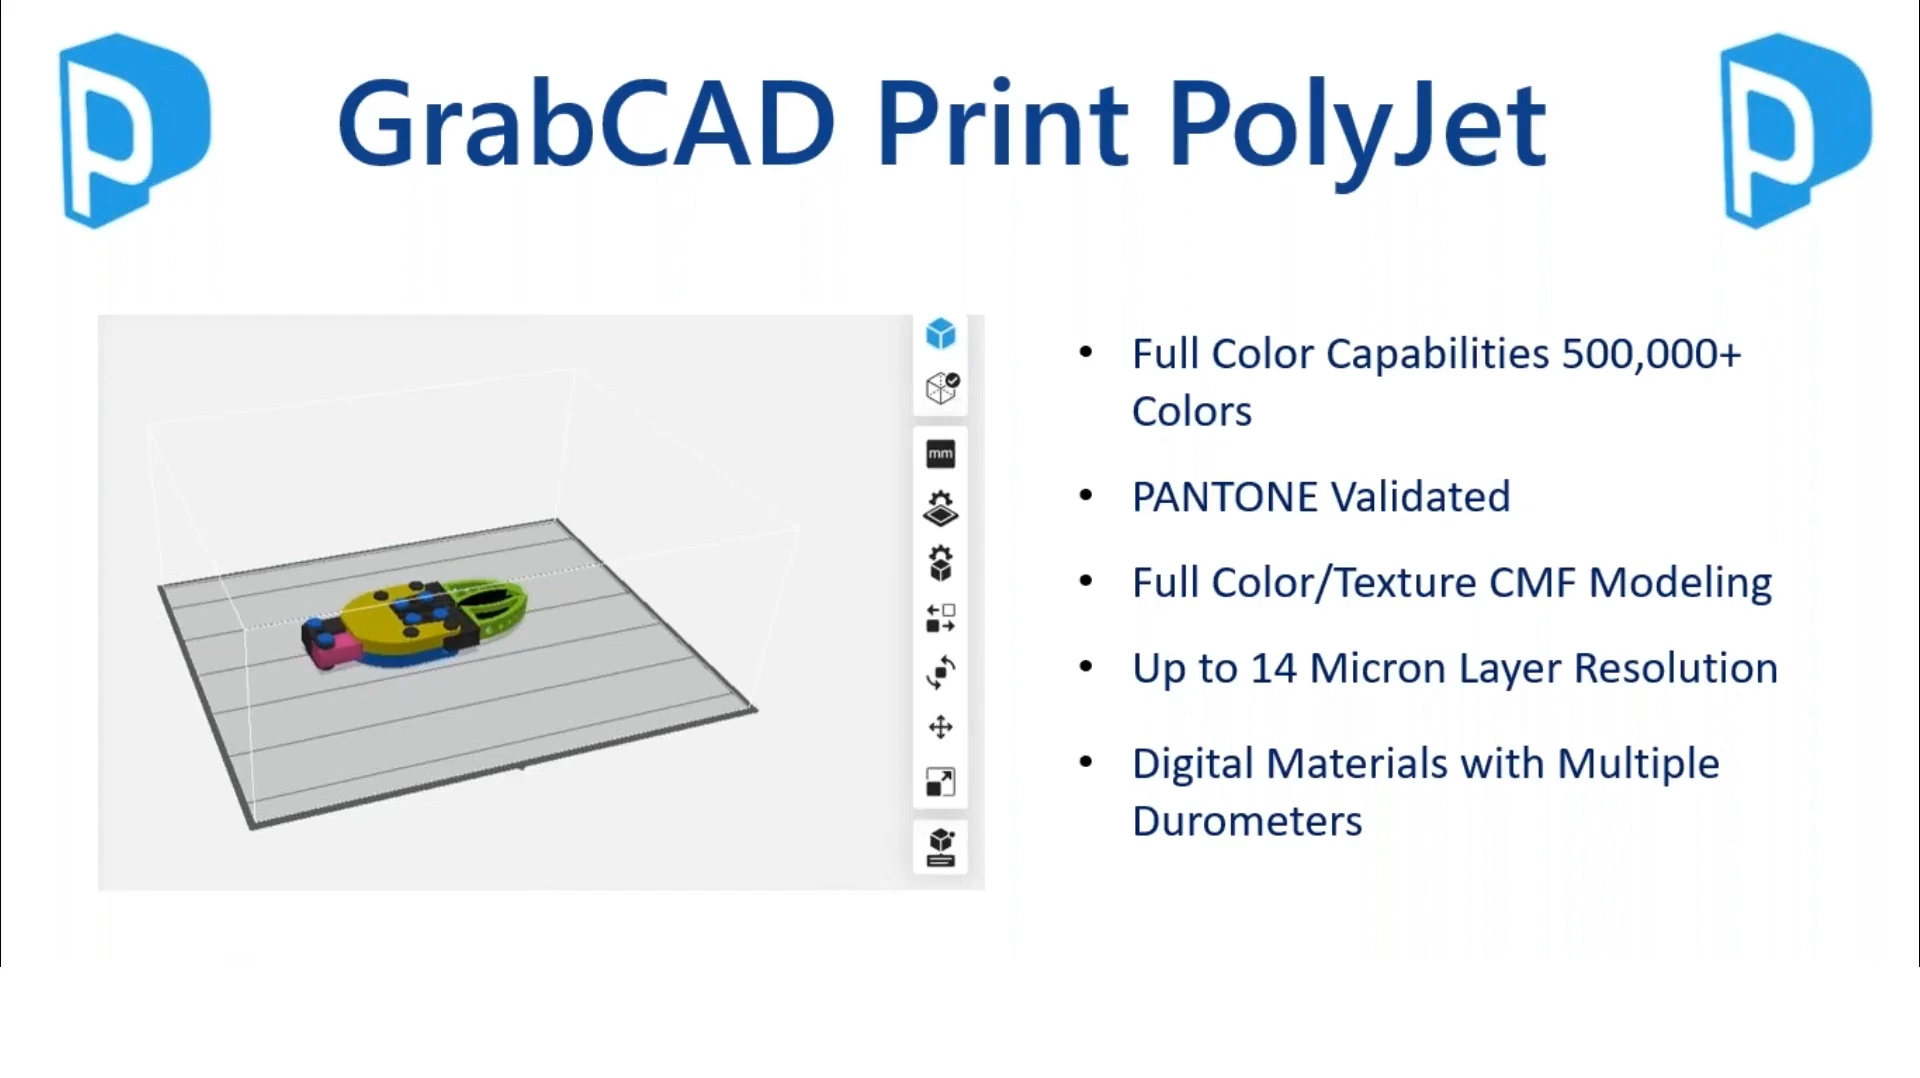 P
GrabCAD Print PolyJet
P
mm
• Full Color Capabilities 500,000+
Colors
• PANTONE Validated
• Full Color/Texture CMF Modeling
• Up to 14 Micron Layer Resolution
• Digital Materials with Multiple
Durometers